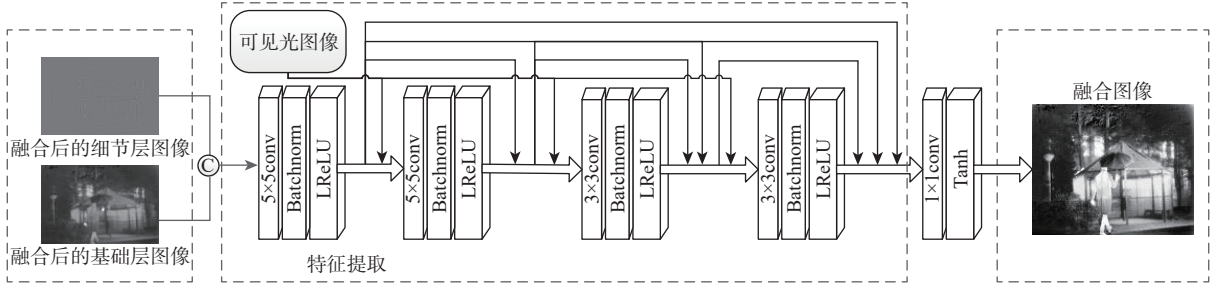 可见光图像
融合后的细节层图像
融合后的基础层图像
©
5×5conv
Batchnorm
LReLU
5×5conv
Batchnorm
LReLU
3×3conv
Batchnorm
LReLU
3×3conv
Batchnorm
LReLU
1×1conv
Tanh
融合图像
特征提取